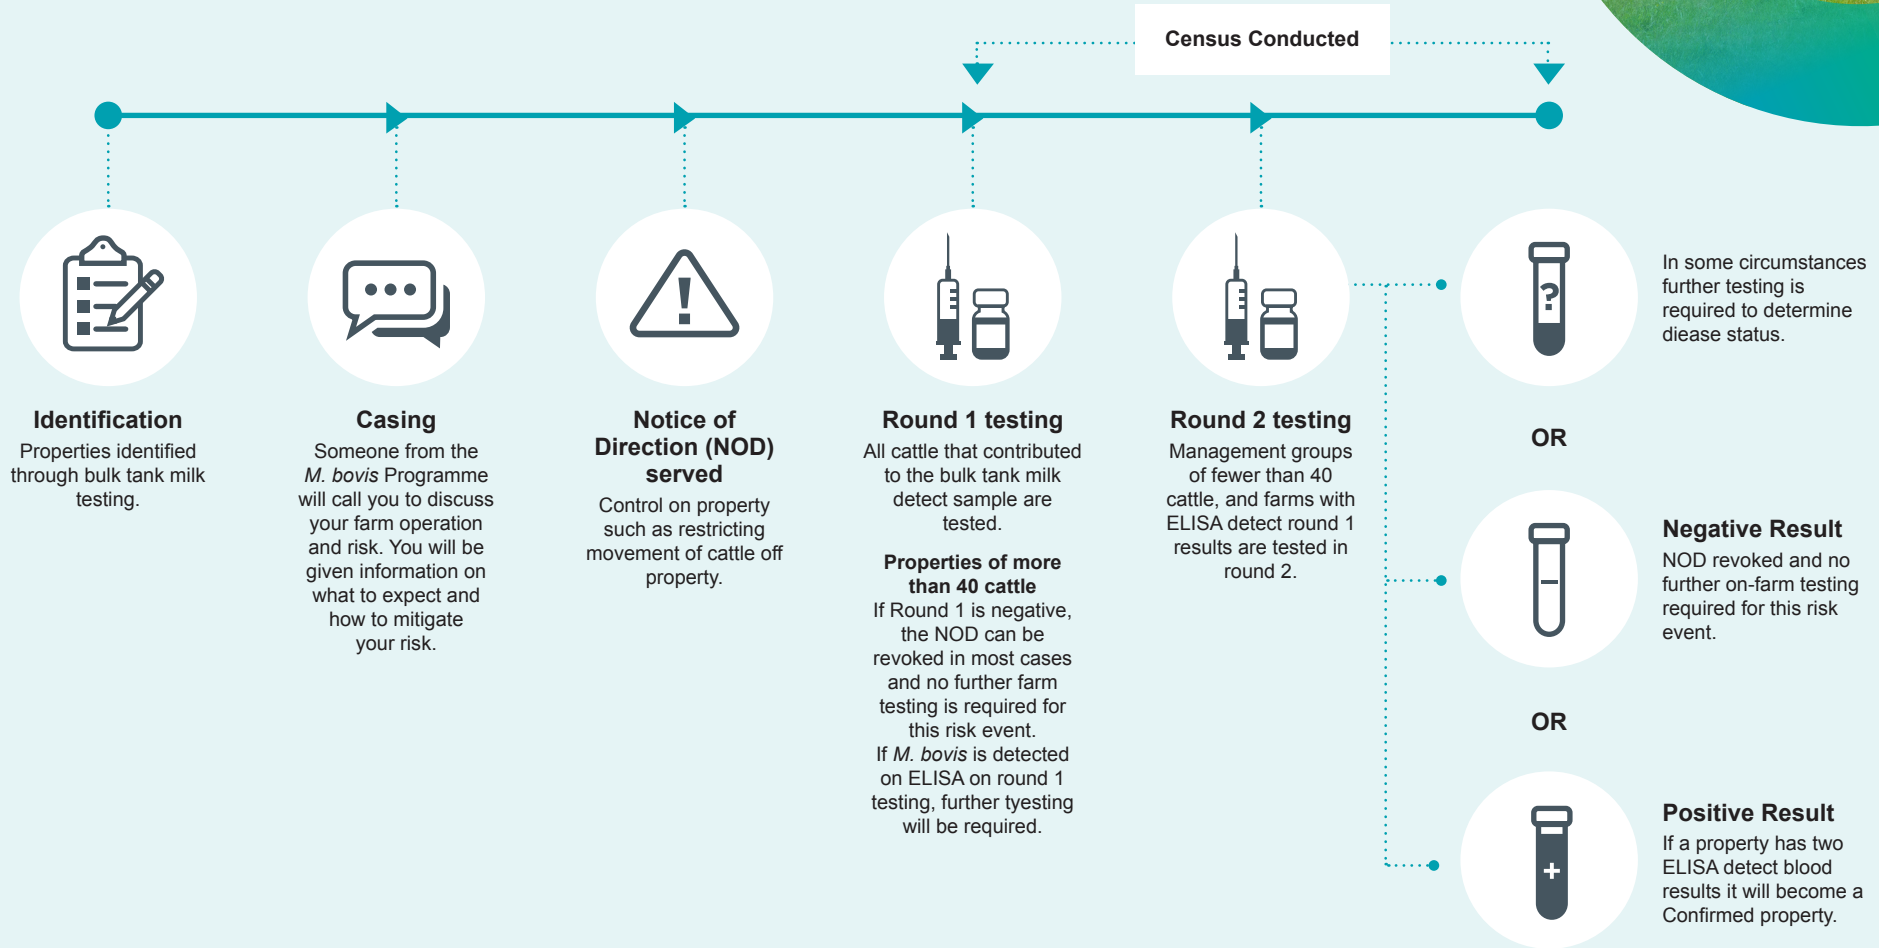 Census Conducted
Identification
Properties identified
through bulk tank milk
testing.
Casing
Someone from the
M. bovis Programme
will call you to discuss
your farm operation
and risk. You will be
given information on
what to expect and
how to mitigate
your risk.
Notice of
Direction (NOD)
served
Control on property
such as restricting
movement of cattle off
property.
Round 1 testing
All cattle that contributed
to the bulk tank milk
detect sample are
tested.
Properties of more
than 40 cattle
If Round 1 is negative,
the NOD can be
revoked in most cases
and no further farm
testing is required for
this risk event.
If M. bovis is detected
on ELISA on round 1
testing, further tyesting
will be required.
Round 2 testing
Management groups
of fewer than 40
cattle, and farms with
ELISA detect round 1
results are tested in
round 2.
?
In some circumstances
further testing is
required to determine
diease status.
OR
Negative Result
NOD revoked and no
further on-farm testing
required for this risk
event.
OR
Positive Result
If a property has two
ELISA detect blood
results it will become a
Confirmed property.